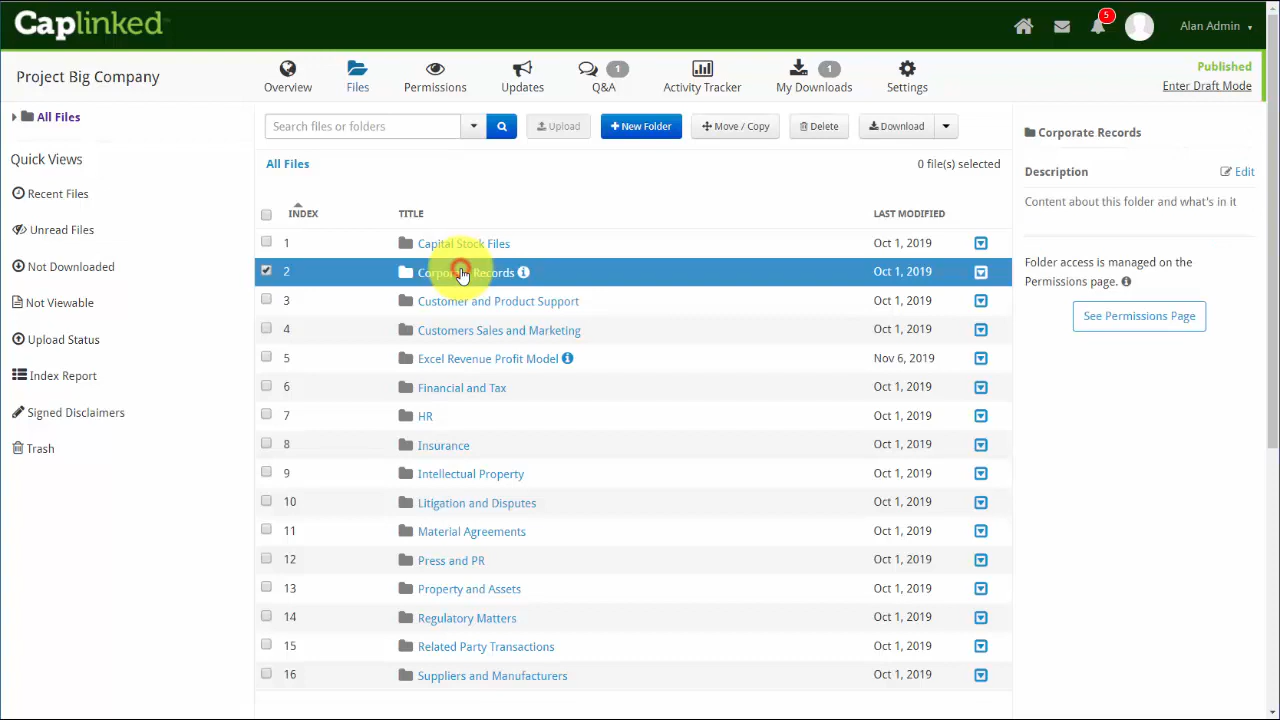 Caplinked
5
Alan Admin
Project Big Company
Overview
Files
Permissions
Updates
1
Q&A
Activity Tracker
1
My Downloads
Settings
Published
Enter Draft Mode
All Files
Quick Views
Recent Files
Unread Files
Not Downloaded
Not Viewable
Upload Status
Index Report
Signed Disclaimers
Trash
Search files or folders
Upload
+ New Folder
Move / Copy
Delete
Download
All Files
0 file(s) selected
INDEX TITLE LAST MODIFIED
1 Capital Stock Files Oct 1, 2019
2 Corporate Records Oct 1, 2019
3 Customer and Product Support Oct 1, 2019
4 Customers Sales and Marketing Oct 1, 2019
5 Excel Revenue Profit Model Nov 6, 2019
6 Financial and Tax Oct 1, 2019
7 HR Oct 1, 2019
8 Insurance Oct 1, 2019
9 Intellectual Property Oct 1, 2019
10 Litigation and Disputes Oct 1, 2019
11 Material Agreements Oct 1, 2019
12 Press and PR Oct 1, 2019
13 Property and Assets Oct 1, 2019
14 Regulatory Matters Oct 1, 2019
15 Related Party Transactions Oct 1, 2019
16 Suppliers and Manufacturers Oct 1, 2019
Corporate Records
Description Edit
Content about this folder and what's in it
Folder access is managed on the
Permissions page.
See Permissions Page